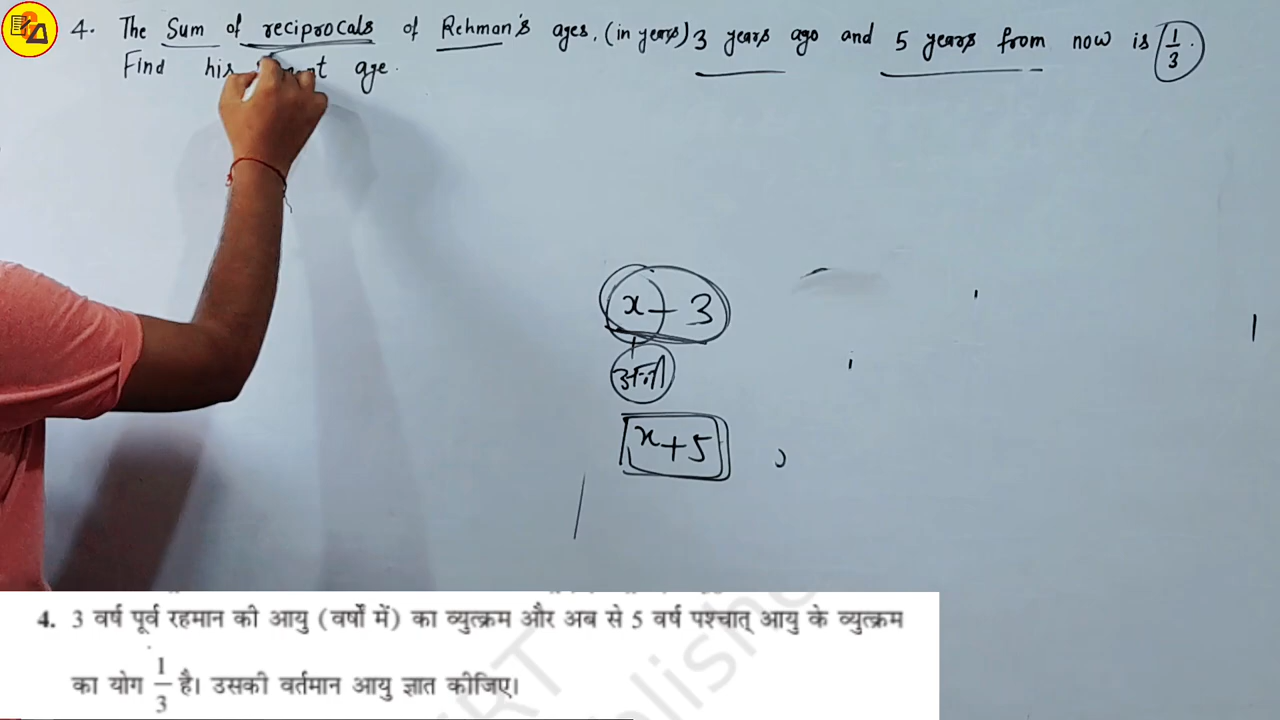 4. The Sum of reciprocals of Rehman's ages, (in years) 3 years ago and 5 years from now is 1/3.
Find his age.
x - 3
अभी
x + 5
4. 3 वर्ष पूर्व रहमान की आयु (वर्षों में) का व्युत्क्रम और अब से 5 वर्ष पश्चात् आयु के व्युत्क्रम
का योग 1/3 है। उसकी वर्तमान आयु ज्ञात कीजिए।